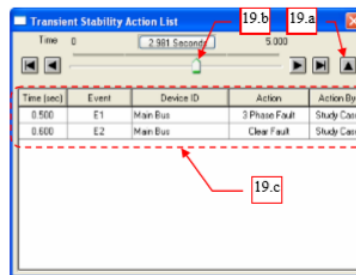 Transient Stability Action List
19.b
19.a
Time 0 2.981 Seconds 5.000
Time (sec) Event Device ID Action Action By
0.500 E1 Main Bus 3 Phase Fault Study Case
0.600 E2 Main Bus Clear Fault Study Case
19.c